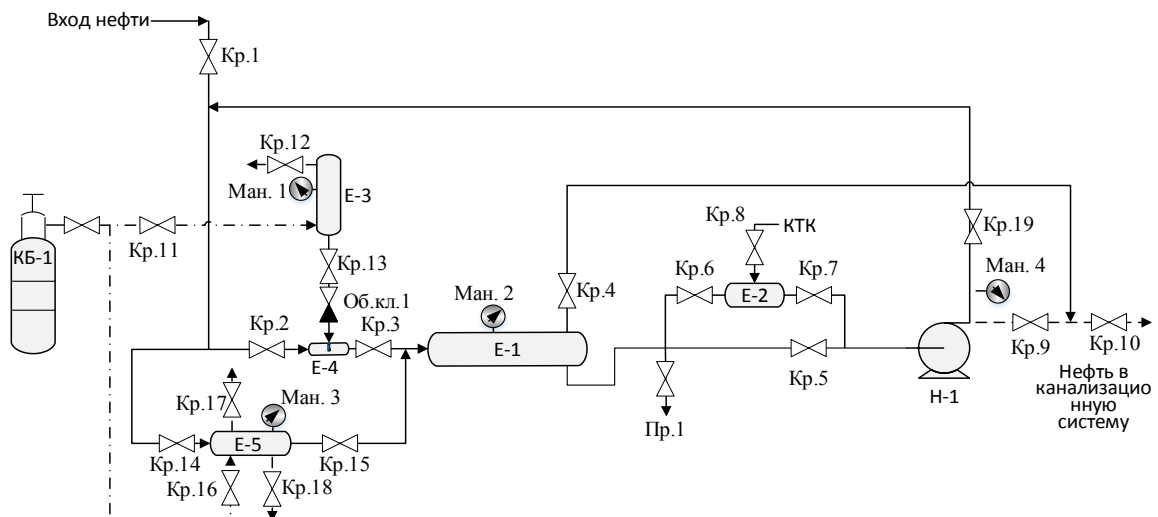 Вход нефти
Кр.1
Кр.12
Ман. 1
Е-3
Кр.8
КТК
Кр.19
КБ-1
Кр.11
Кр.13
Кр.6
Кр.7
Ман. 4
Об.кл.1
Ман. 2
Кр.4
Е-2
Кр.2
Кр.3
Е-1
Е-4
Кр.5
Кр.9
Кр.10
Кр.17
Ман. 3
Н-1
Нефть в
канализацио
нную
систему
Пр.1
Е-5
Кр.14
Кр.15
Кр.16
Кр.18